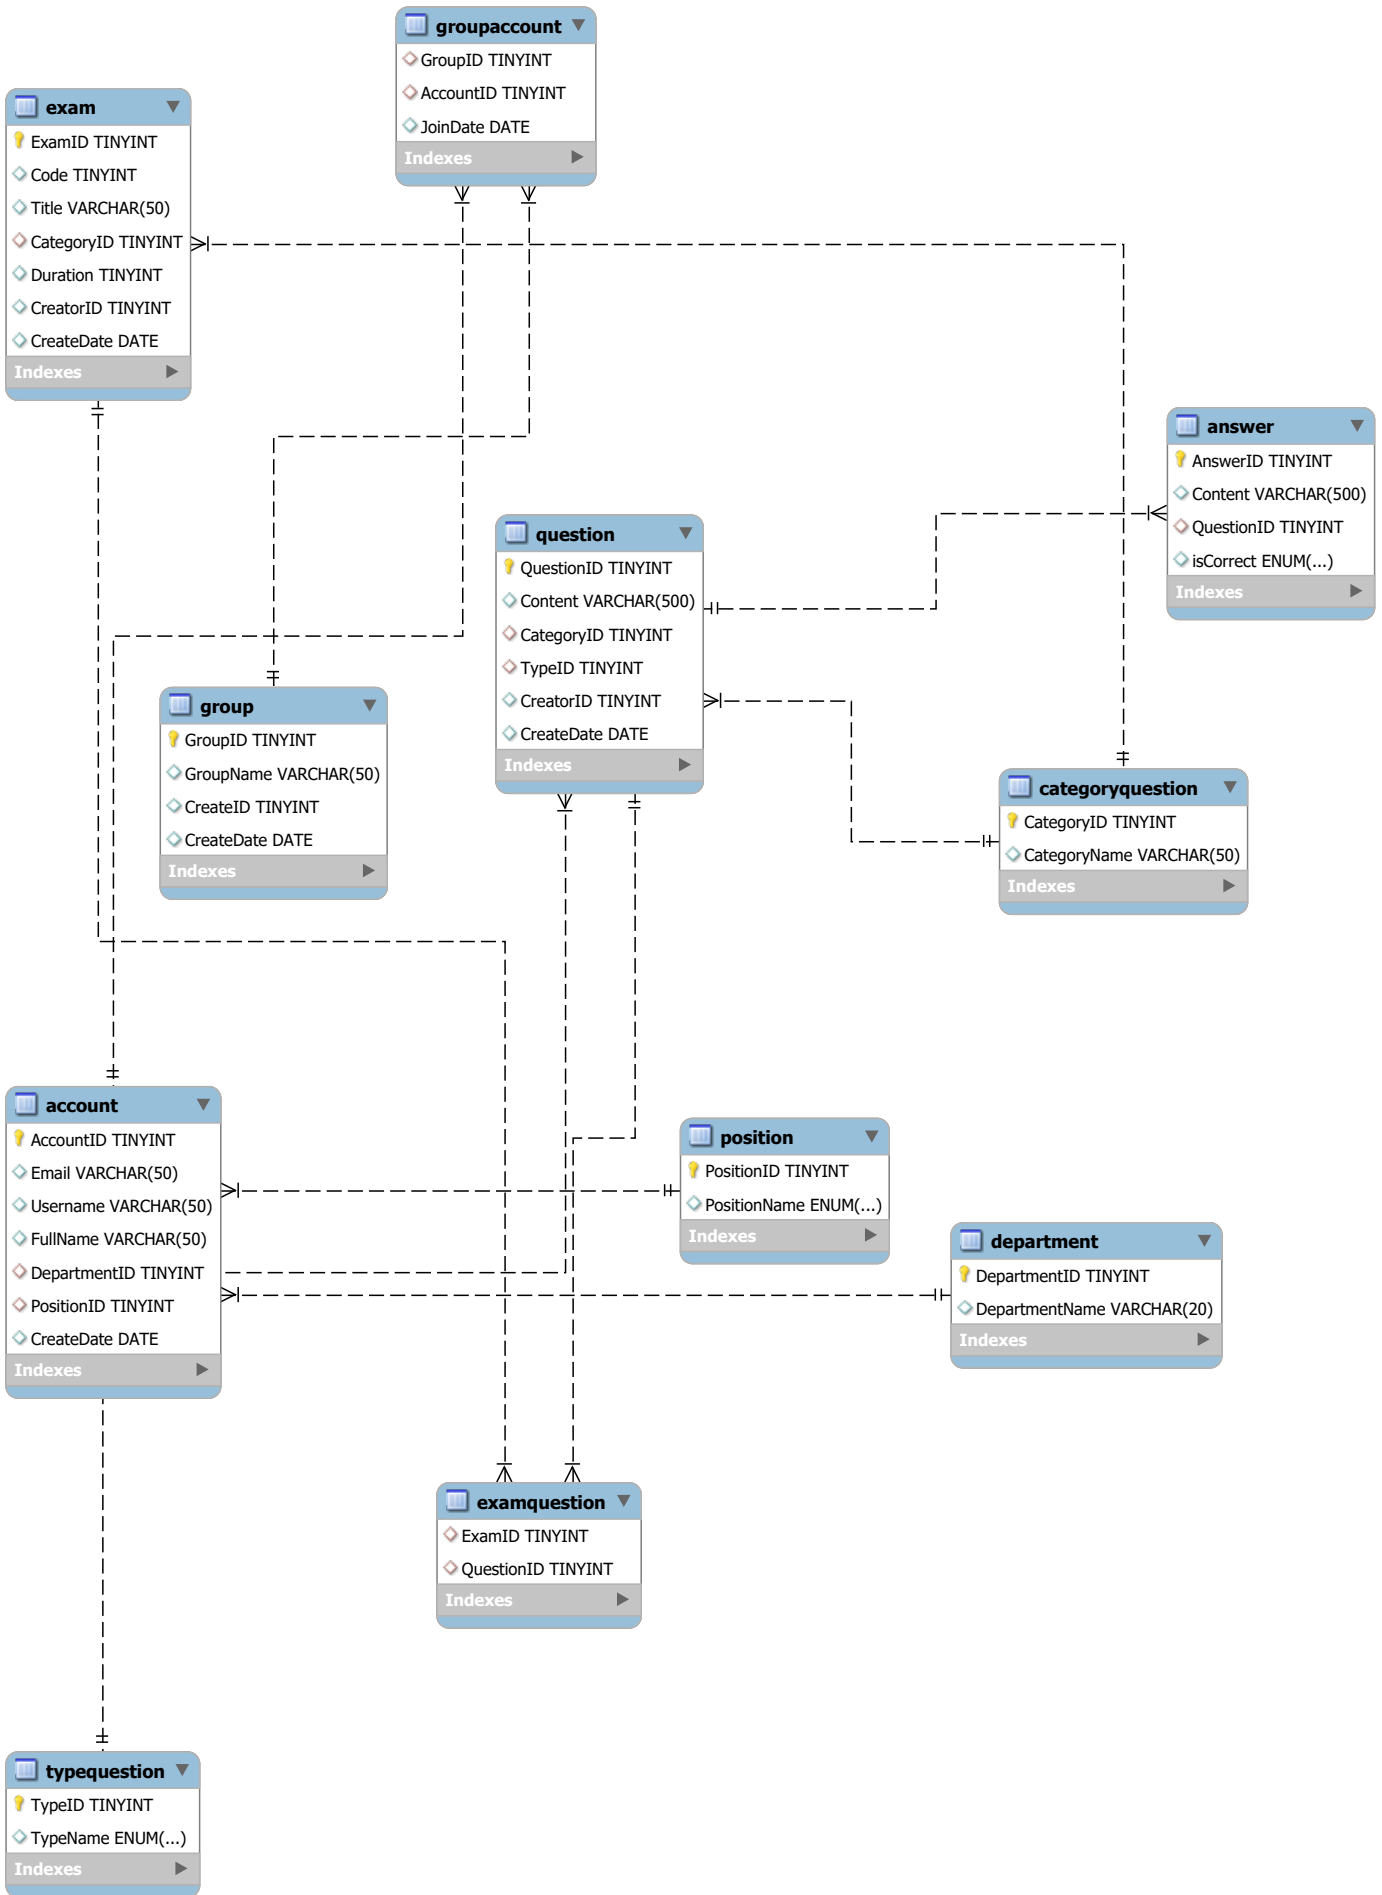 groupaccount
GroupID TINYINT
AccountID TINYINT
JoinDate DATE
Indexes
exam
ExamID TINYINT
Code TINYINT
Title VARCHAR(50)
CategoryID TINYINT
Duration TINYINT
CreatorID TINYINT
CreateDate DATE
Indexes
answer
AnswerID TINYINT
Content VARCHAR(500)
QuestionID TINYINT
isCorrect ENUM(...)
Indexes
question
QuestionID TINYINT
Content VARCHAR(500)
CategoryID TINYINT
TypeID TINYINT
CreatorID TINYINT
CreateDate DATE
Indexes
group
GroupID TINYINT
GroupName VARCHAR(50)
CreateID TINYINT
CreateDate DATE
Indexes
categoryquestion
CategoryID TINYINT
CategoryName VARCHAR(50)
Indexes
account
AccountID TINYINT
Email VARCHAR(50)
Username VARCHAR(50)
FullName VARCHAR(50)
DepartmentID TINYINT
PositionID TINYINT
CreateDate DATE
Indexes
position
PositionID TINYINT
PositionName ENUM(...)
Indexes
department
DepartmentID TINYINT
DepartmentName VARCHAR(20)
Indexes
examquestion
ExamID TINYINT
QuestionID TINYINT
Indexes
typequestion
TypeID TINYINT
TypeName ENUM(...)
Indexes